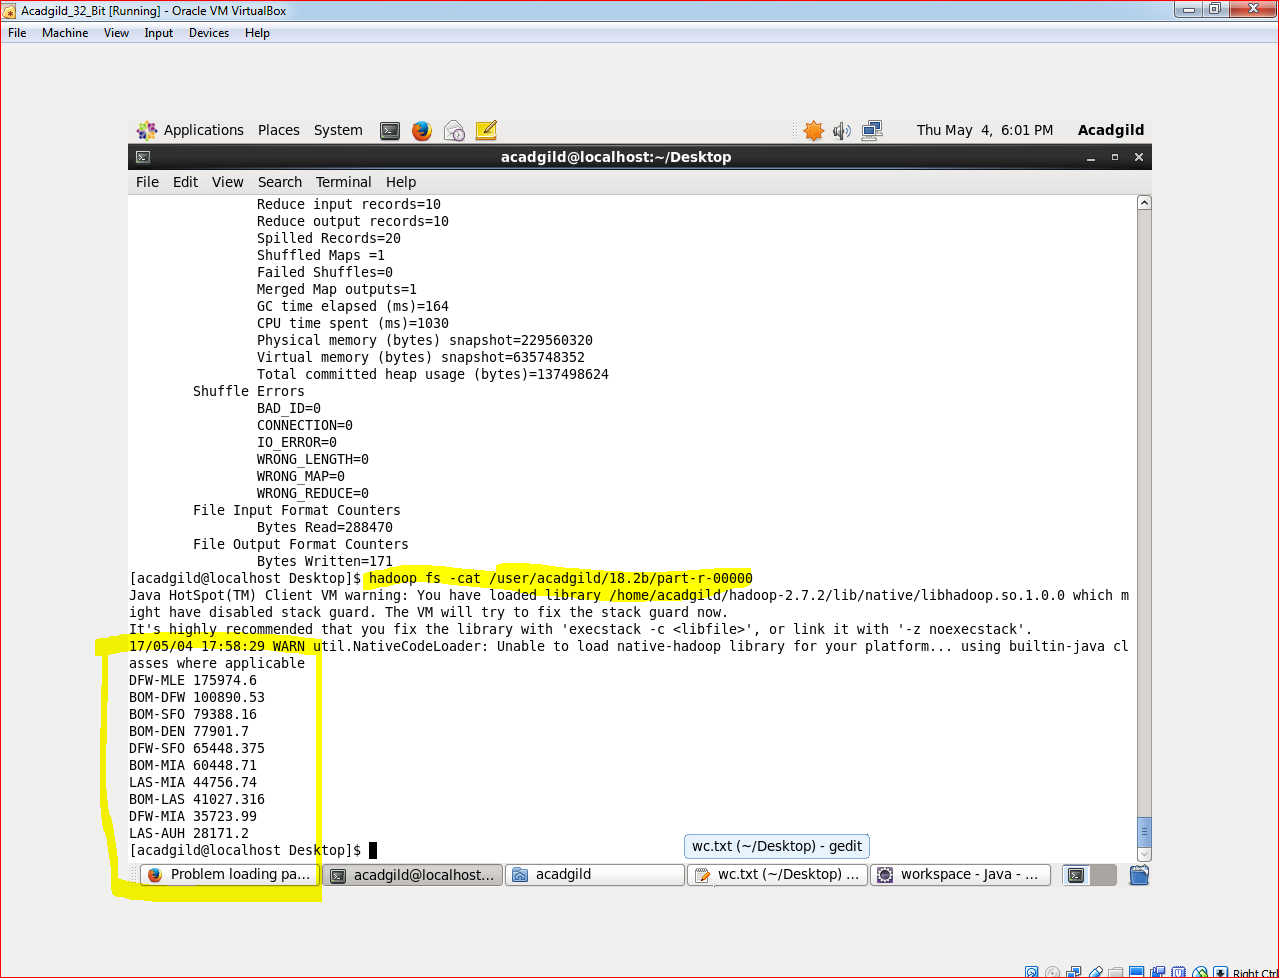 Acadgild_32_Bit [Running] - Oracle VM VirtualBox
File Machine View Input Devices Help
Applications Places System Thu May 4, 6:01 PM Acadgild
acadgild@localhost:~/Desktop
File Edit View Search Terminal Help
Reduce input records=10
Reduce output records=10
Spilled Records=20
Shuffled Maps =1
Failed Shuffles=0
Merged Map outputs=1
GC time elapsed (ms)=164
CPU time spent (ms)=1030
Physical memory (bytes) snapshot=229560320
Virtual memory (bytes) snapshot=635748352
Total committed heap usage (bytes)=137498624
Shuffle Errors
BAD_ID=0
CONNECTION=0
IO_ERROR=0
WRONG_LENGTH=0
WRONG_MAP=0
WRONG_REDUCE=0
File Input Format Counters
Bytes Read=288470
File Output Format Counters
Bytes Written=171
[acadgild@localhost Desktop]$ hadoop fs -cat /user/acadgild/18.2b/part-r-00000
Java HotSpot(TM) Client VM warning: You have loaded library /home/acadgild/hadoop-2.7.2/lib/native/libhadoop.so.1.0.0 which m
ight have disabled stack guard. The VM will try to fix the stack guard now.
It's highly recommended that you fix the library with 'execstack -c <libfile>', or link it with '-z noexecstack'.
17/05/04 17:58:29 WARN util.NativeCodeLoader: Unable to load native-hadoop library for your platform... using builtin-java cl
asses where applicable
DFW-MLE 175974.6
BOM-DFW 100890.53
BOM-SFO 79388.16
BOM-DEN 77901.7
DFW-SFO 65448.375
BOM-MIA 60448.71
LAS-MIA 44756.74
BOM-LAS 41027.316
DFW-MIA 35723.99
LAS-AUH 28171.2
[acadgild@localhost Desktop]$
wc.txt (~/Desktop) - gedit
Problem loading pa... acadgild@localhost... acadgild wc.txt (~/Desktop) ... workspace - Java - ...
Right Ctrl